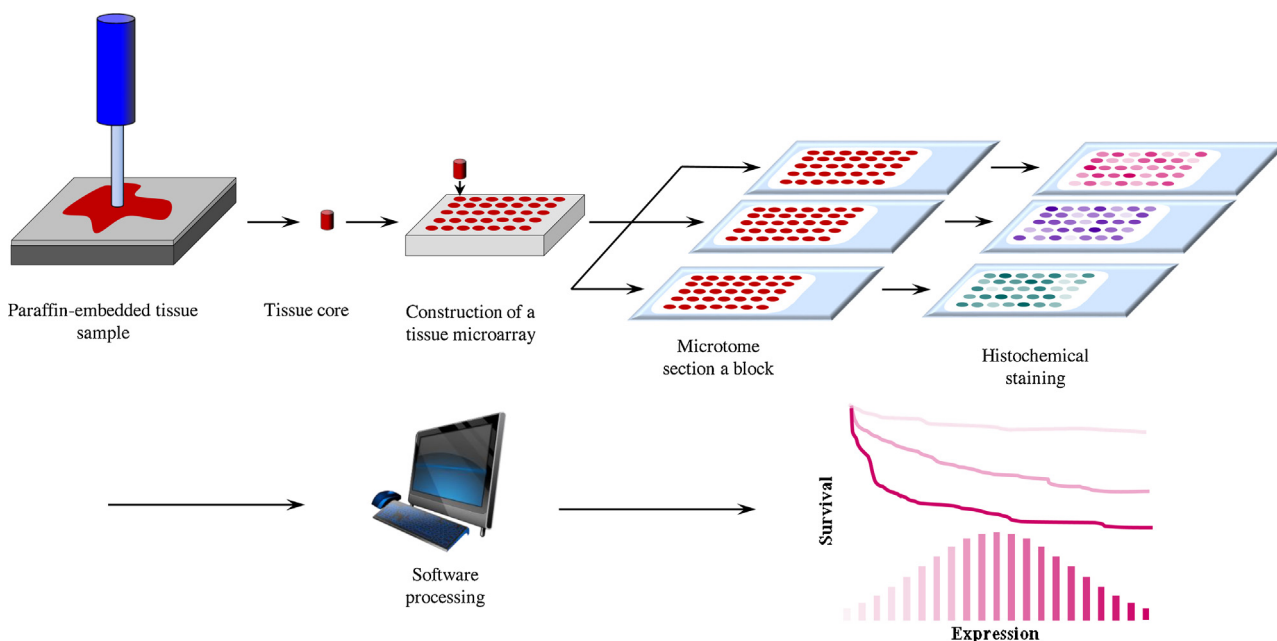 Paraffin-embedded tissue
sample
Tissue core
Construction of a
tissue microarray
Microtome
section a block
Histochemical
staining
Software
processing
Survival
Expression